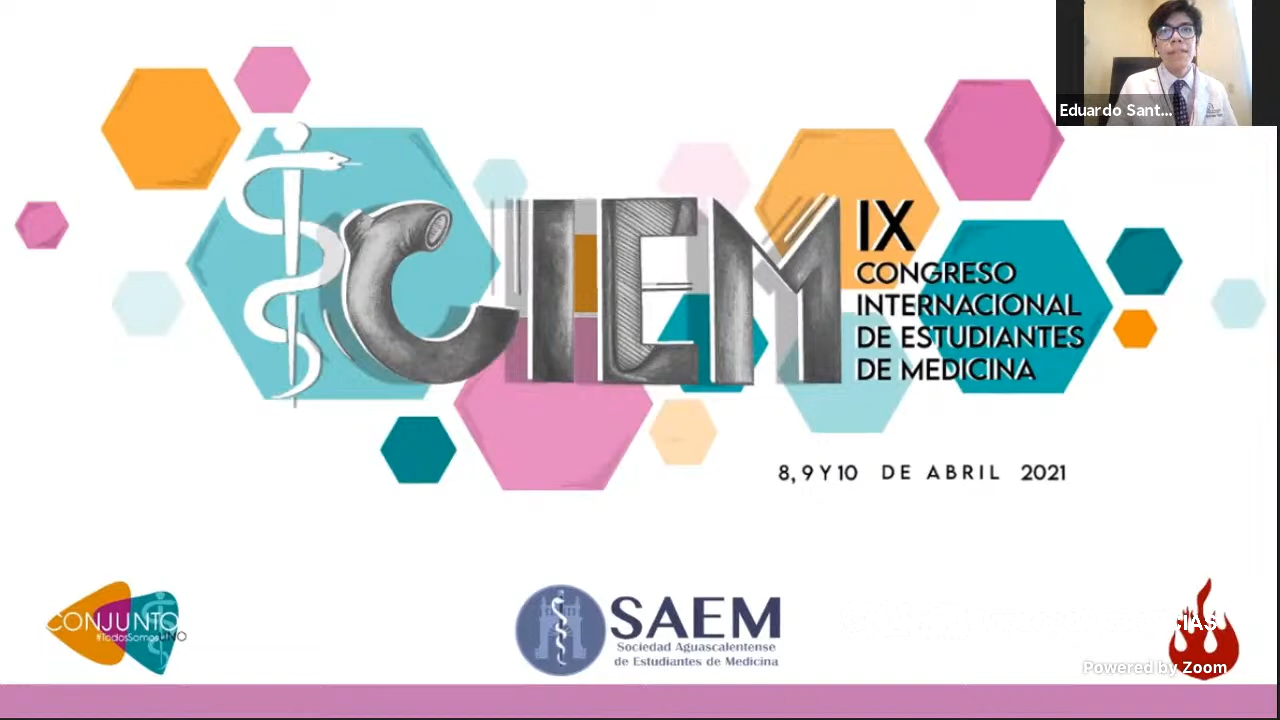 Eduardo Sant...
CIEM
IX
CONGRESO
INTERNACIONAL
DE ESTUDIANTES
DE MEDICINA
8, 9 Y 10 DE ABRIL 2021
CONJUNTO
#TodosSomosUNO
SAEM
Sociedad Aguascalentense
de Estudiantes de Medicina
Powered by Zoom